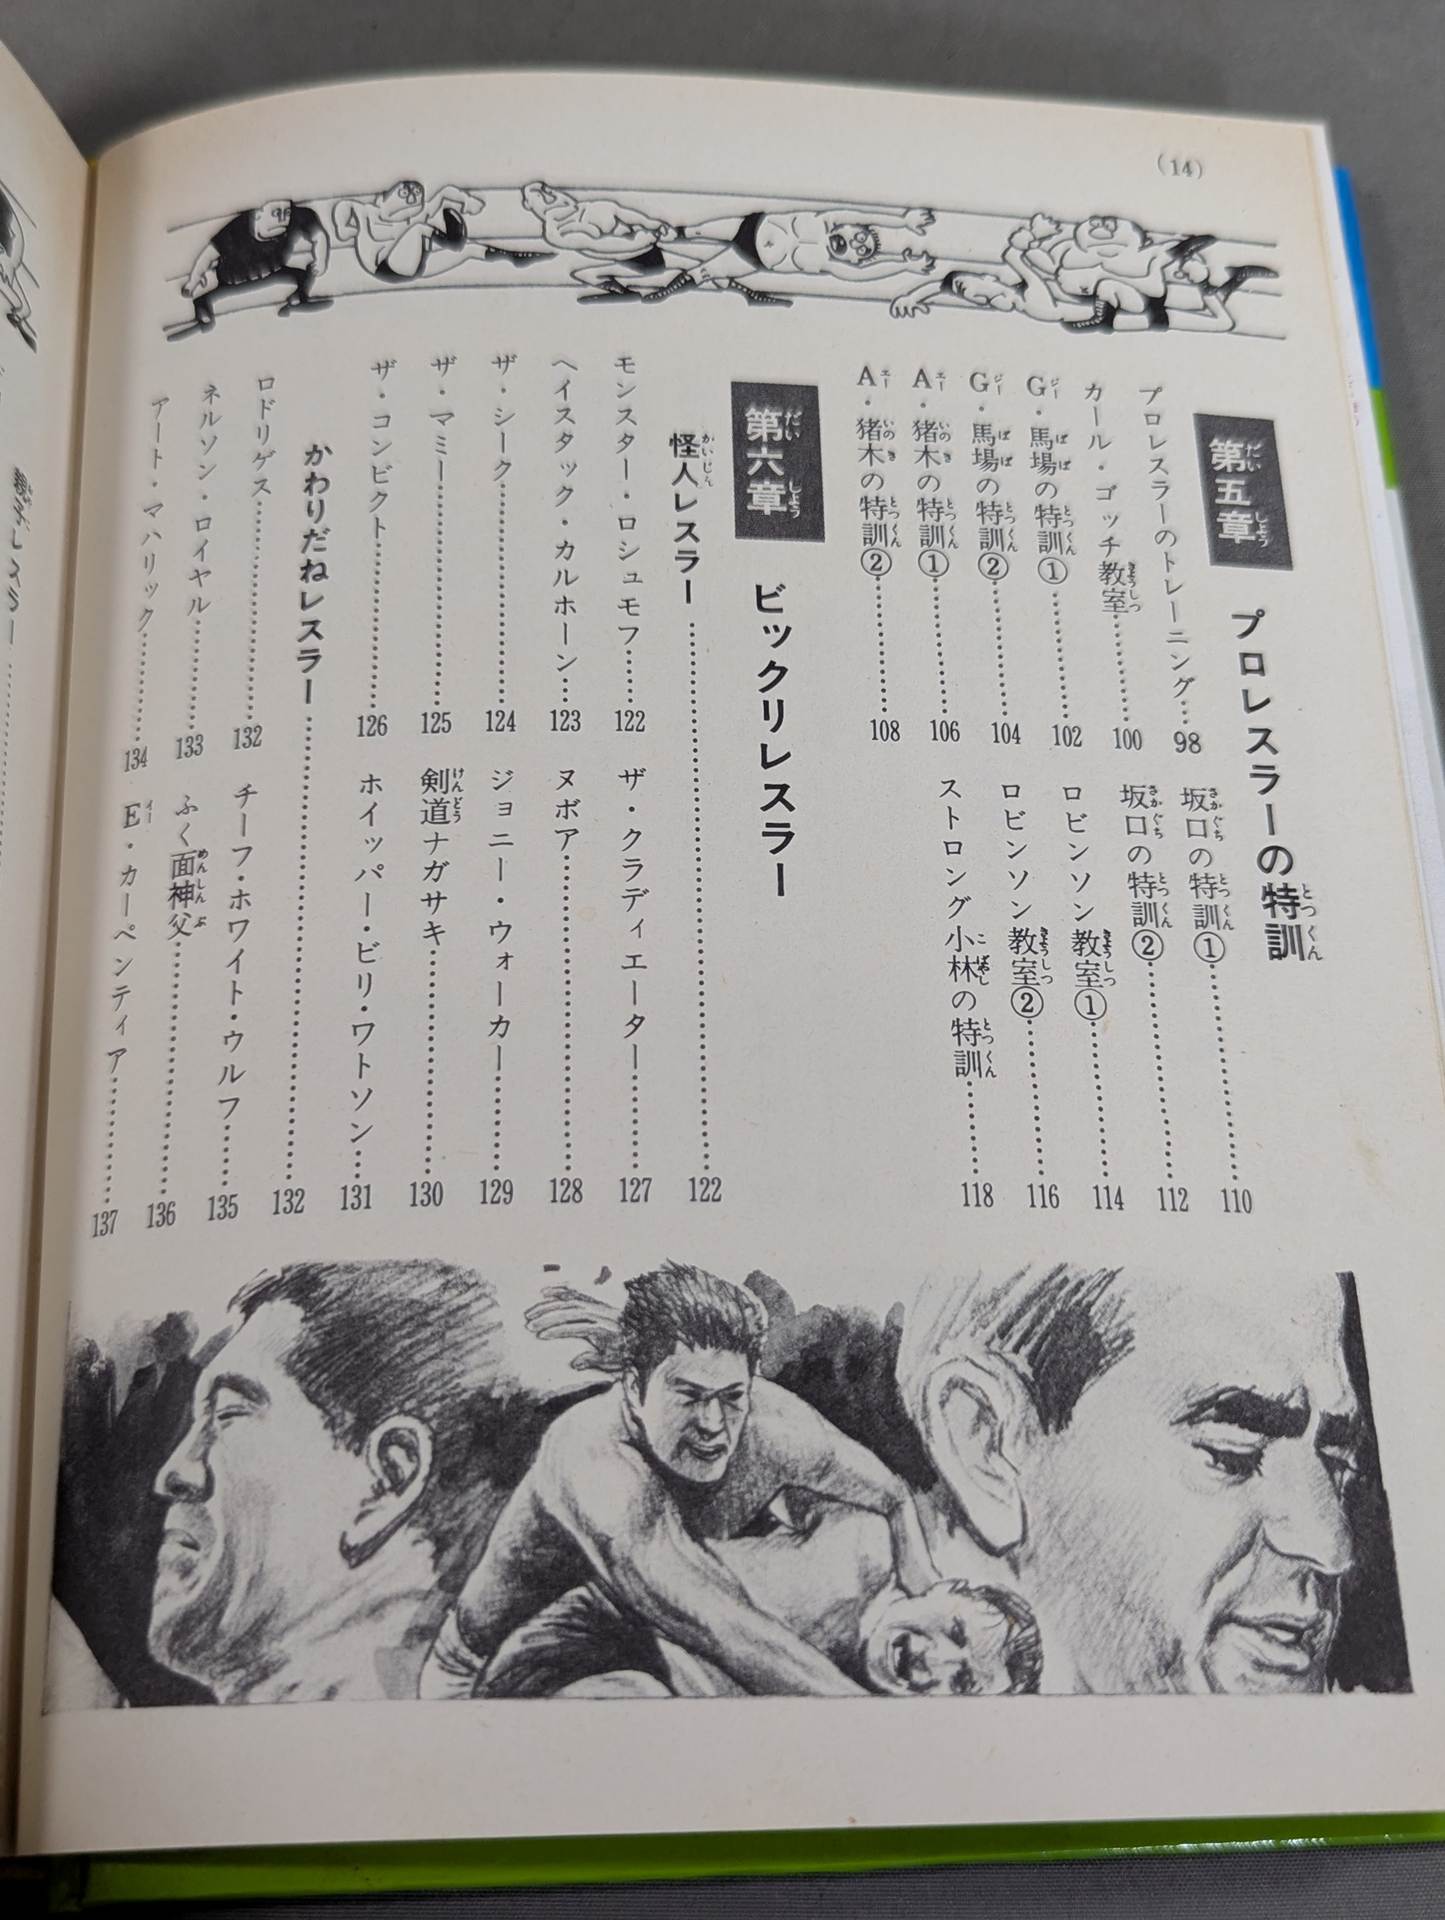 (14)
第五章 プロレスラーの特訓
プロレスラーのトレーニング…98
カール・ゴッチ教室………100
G・馬場の特訓①………102
G・馬場の特訓②………104
A・猪木の特訓①………106
A・猪木の特訓②………108
坂口の特訓①………110
坂口の特訓②………112
ロビンソン教室①………114
ロビンソン教室②………116
ストロング小林の特訓………118
第六章 ビックリレスラー
怪人レスラー………122
モンスター・ロシュモフ……122
ヘイスタック・カルホーン…123
ザ・シーク………124
ザ・マミー………125
ザ・コンビクト………126
ザ・クラディエーター………127
ヌボア………128
ジョニー・ウォーカー………129
剣道ナガサキ………130
ホイッパー・ビリ・ワトソン…131
かわりだねレスラー………132
ロドリゲス………132
ネルソン・ロイヤル………133
アート・マハリック………134
チーフ・ホワイト・ウルフ……135
ふく面神父………136
E・カーペンティア………137
親子レスラー………